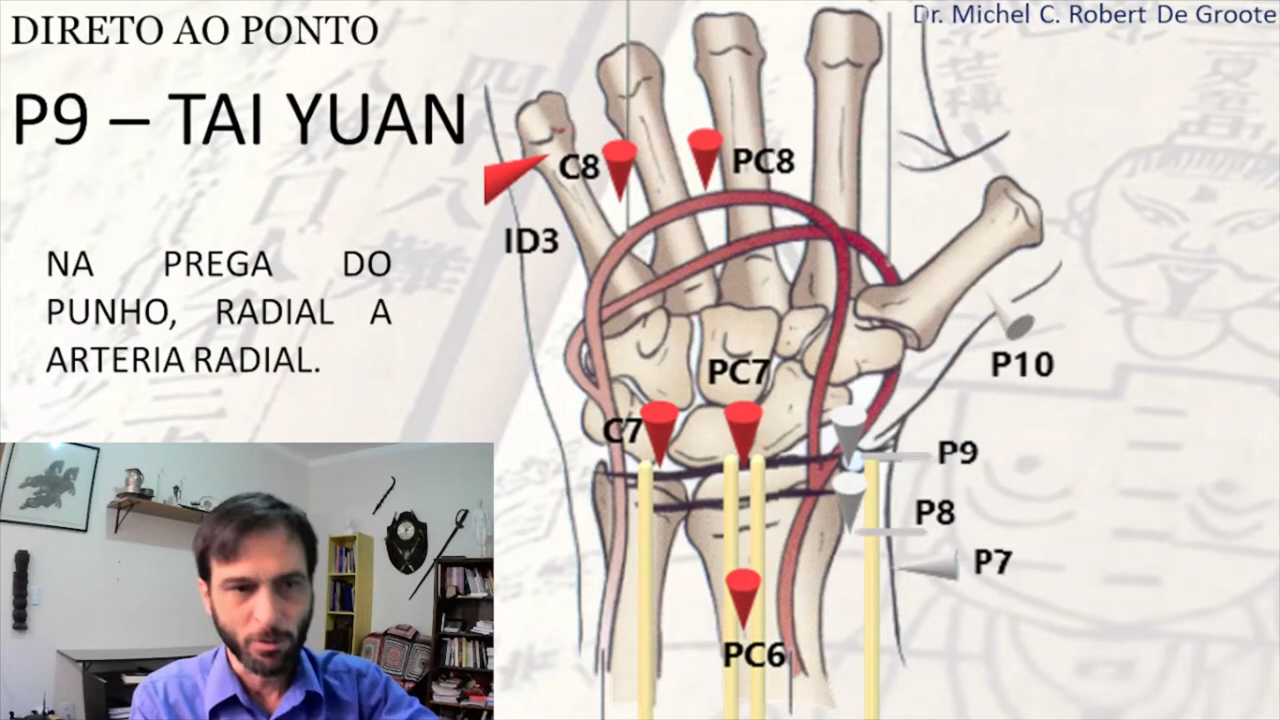 Dr. Michel C. Robert De Groote
DIRETO AO PONTO
P9 – TAI YUAN
NA PREGA DO
PUNHO, RADIAL A
ARTERIA RADIAL.
C8
PC8
ID3
P10
PC7
C7
P9
P8
P7
PC6